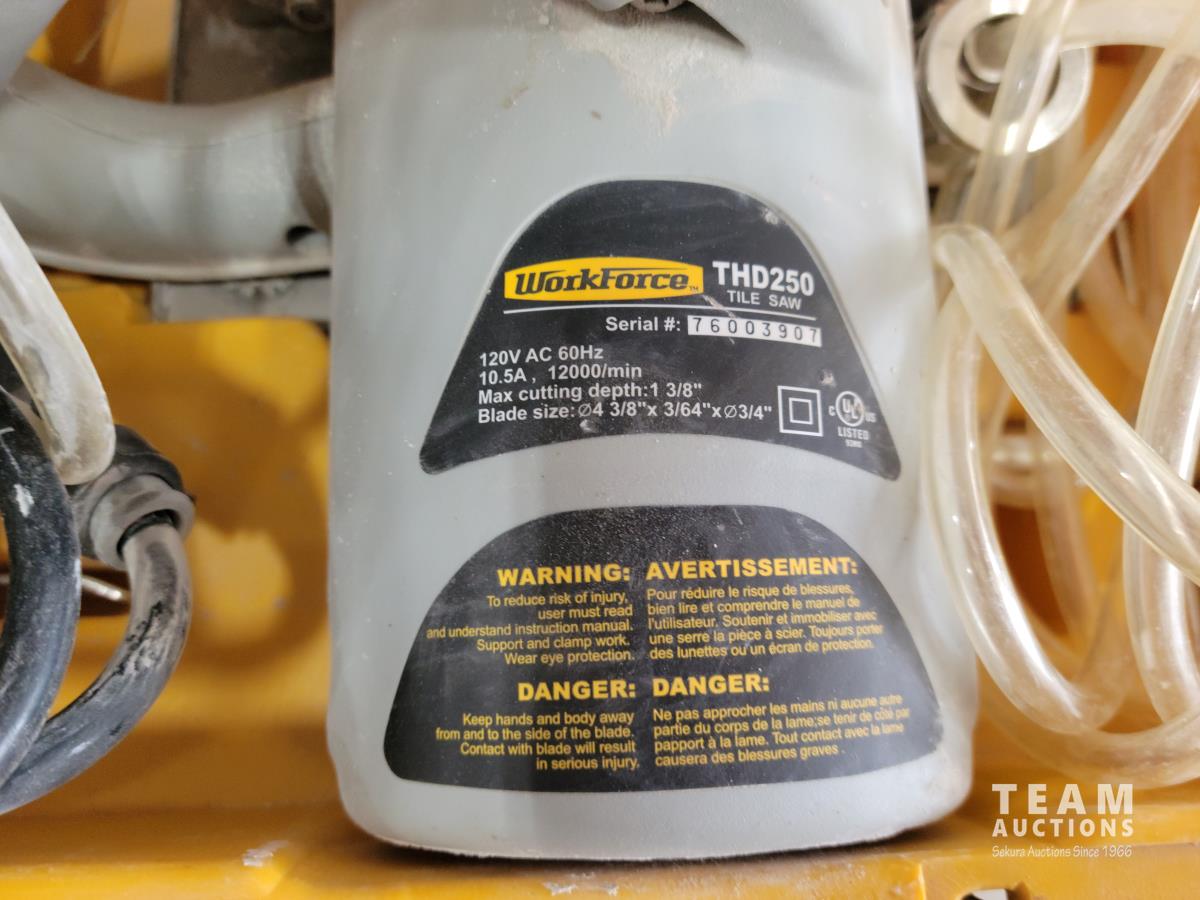 WORKFORCE™ THD250
TILE SAW
Serial #: 76003907
120V AC 60Hz
10.5A , 12000/min
Max cutting depth:1 3/8"
Blade size:Ø4 3/8"x 3/64"xØ3/4"
C UL US
LISTED
WARNING:
To reduce risk of injury,
user must read
and understand instruction manual.
Support and clamp work.
Wear eye protection.
DANGER:
Keep hands and body away
from and to the side of the blade.
Contact with blade will result
in serious injury.
AVERTISSEMENT:
Pour réduire le risque de blessures,
bien lire et comprendre le manuel de
l'utilisateur. Soutenir et immobiliser avec
une serre la pièce à scier. Toujours porter
des lunettes ou un écran de protection.
DANGER:
Ne pas approcher les mains ni aucune autre
partie du corps de la lame;se tenir de côté par
papport à la lame. Tout contact avec la lame
causera des blessures graves .
TEAM
AUCTIONS
Sekura Auctions Since 1966